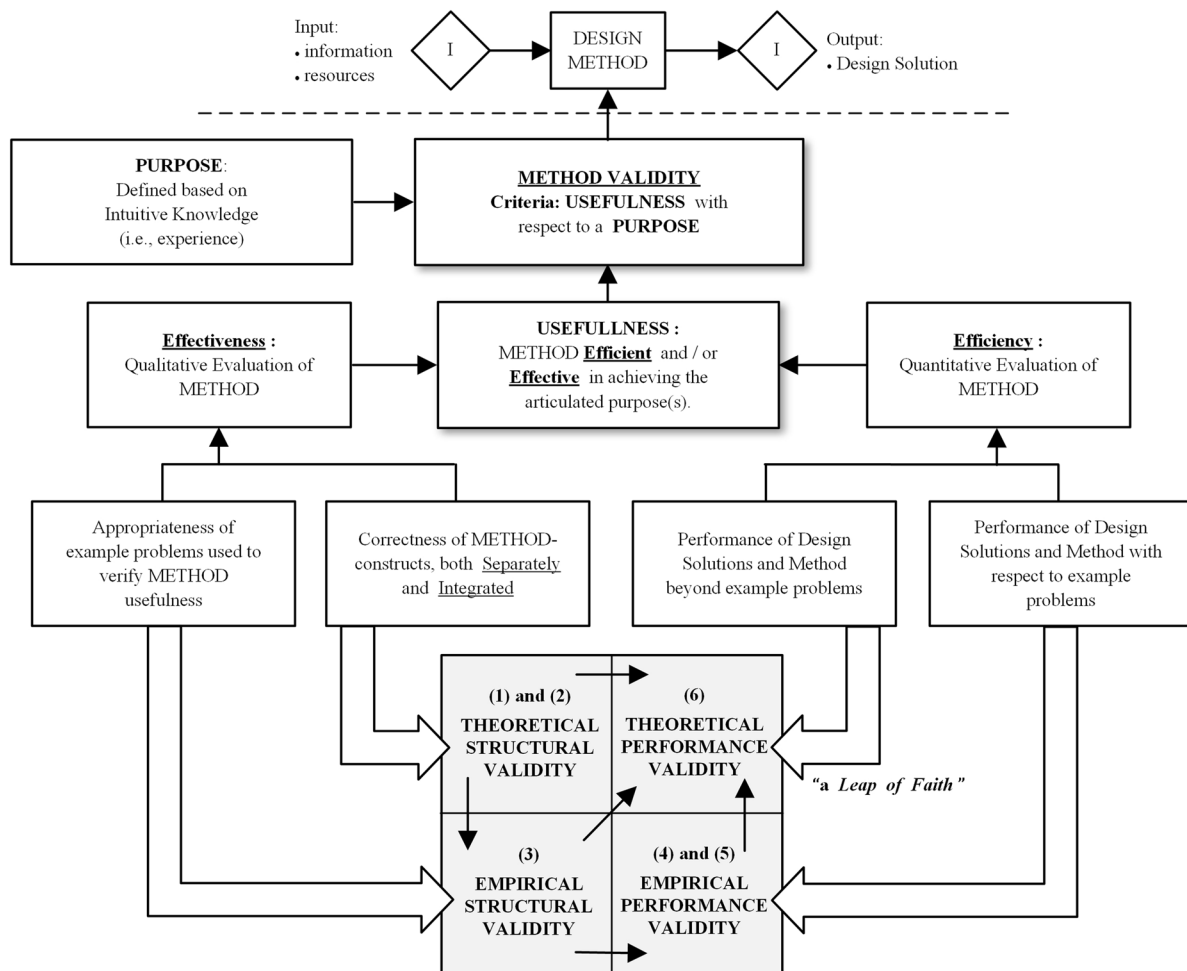 Input:
• information
• resources
I
DESIGN
METHOD
I
Output:
• Design Solution
PURPOSE:
Defined based on
Intuitive Knowledge
(i.e., experience)
METHOD VALIDITY
Criteria: USEFULNESS with
respect to a PURPOSE
Effectiveness :
Qualitative Evaluation of
METHOD
USEFULLNESS :
METHOD Efficient and / or
Effective in achieving the
articulated purpose(s).
Efficiency :
Quantitative Evaluation of
METHOD
Appropriateness of
example problems used to
verify METHOD
usefulness
Correctness of METHOD-
constructs, both Separately
and Integrated
Performance of Design
Solutions and Method
beyond example problems
Performance of Design
Solutions and Method with
respect to example
problems
(1) and (2)
THEORETICAL
STRUCTURAL
VALIDITY
(6)
THEORETICAL
PERFORMANCE
VALIDITY
“a Leap of Faith”
(3)
EMPIRICAL
STRUCTURAL
VALIDITY
(4) and (5)
EMPIRICAL
PERFORMANCE
VALIDITY